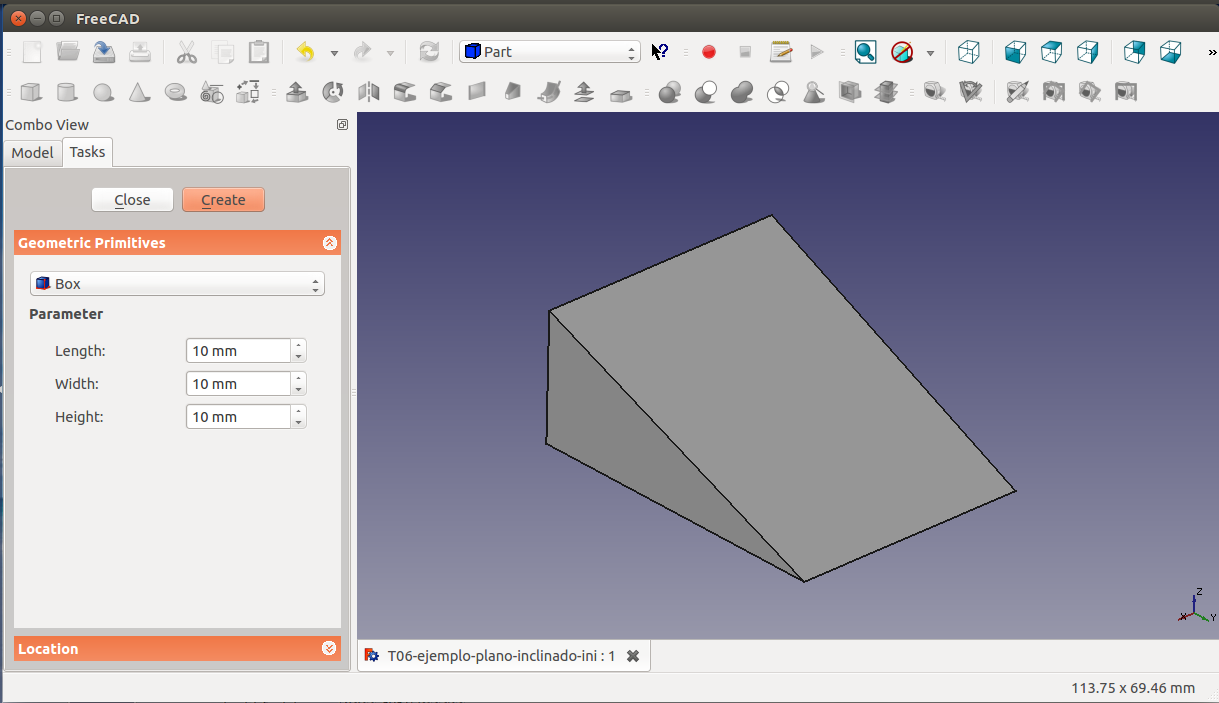 FreeCAD
Part
»
Combo View
Model Tasks
Close Create
Geometric Primitives
Box
Parameter
Length: 10 mm
Width: 10 mm
Height: 10 mm
Location
Z
X Y
T06-ejemplo-plano-inclinado-ini : 1
113.75 x 69.46 mm